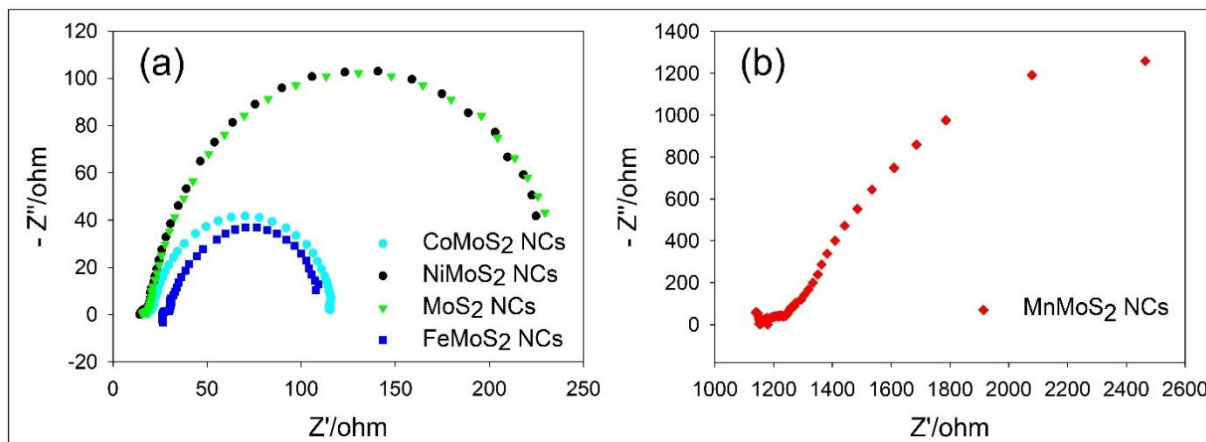 (a)
120
100
80
60
40
20
0
-20
- Z"/ohm
0 50 100 150 200 250
Z'/ohm
CoMoS2 NCs
NiMoS2 NCs
MoS2 NCs
FeMoS2 NCs
(b)
1400
1200
1000
800
600
400
200
0
- Z"/ohm
1000 1200 1400 1600 1800 2000 2200 2400 2600
Z'/ohm
MnMoS2 NCs